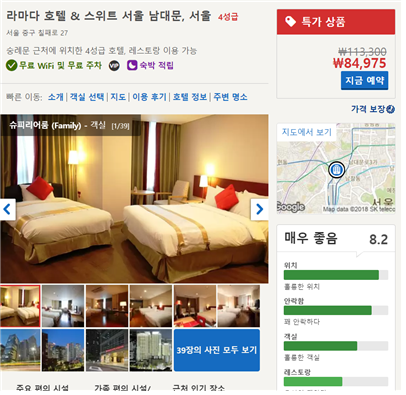 라마다 호텔 & 스위트 서울 남대문, 서울 4성급
서울 중구 칠패로 27
숭례문 근처에 위치한 4성급 호텔, 레스토랑 이용 가능
무료 WiFi 및 무료 주차 VIP 숙박 적립
특가 상품
₩113,300
₩84,975
지금 예약
빠른 이동: 소개 | 객실 선택 | 지도 | 이용 후기 | 호텔 정보 | 주변 명소
가격 보장
슈피리어룸 (Family) - 객실 [1/39]
지도에서 보기
서울
Google
Map data ©2018 SK teleco
매우 좋음 8.2
위치
훌륭한 위치
안락함
꽤 안락하다
객실
훌륭한 객실
레스토랑
39장의 사진 모두 보기
주요 편의 시설
가족 편의 시설/
근처 인기 장소